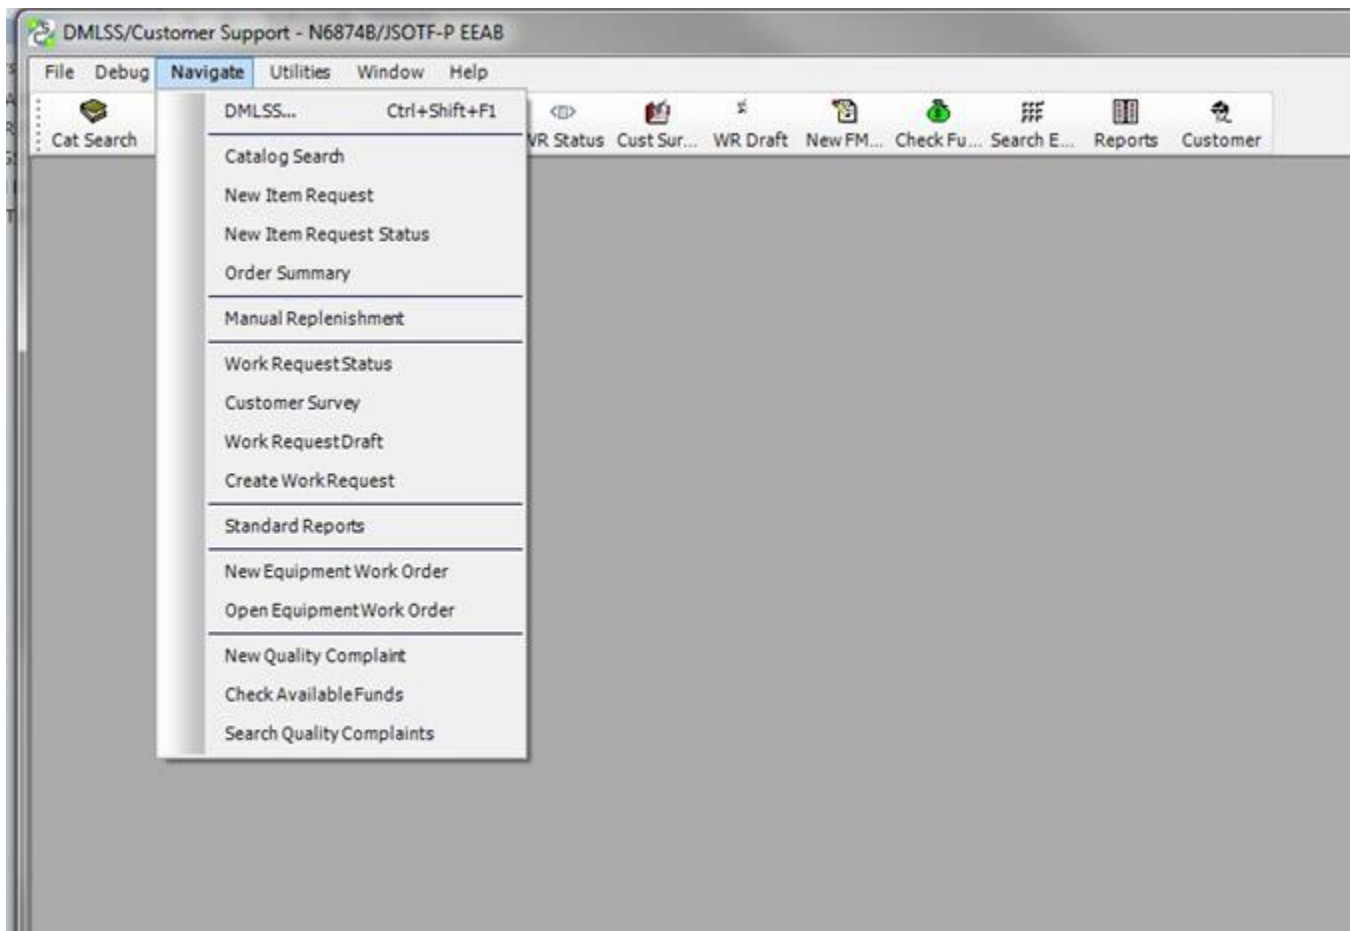 DMLSS/Customer Support - N6874B/JSOTF-P EEAB
File Debug Navigate Utilities Window Help
Cat Search WR Status Cust Sur... WR Draft New FM... Check Fu... Search E... Reports Customer
DMLSS... Ctrl+Shift+F1
Catalog Search
New Item Request
New Item Request Status
Order Summary
Manual Replenishment
Work Request Status
Customer Survey
Work Request Draft
Create Work Request
Standard Reports
New Equipment Work Order
Open Equipment Work Order
New Quality Complaint
Check Available Funds
Search Quality Complaints